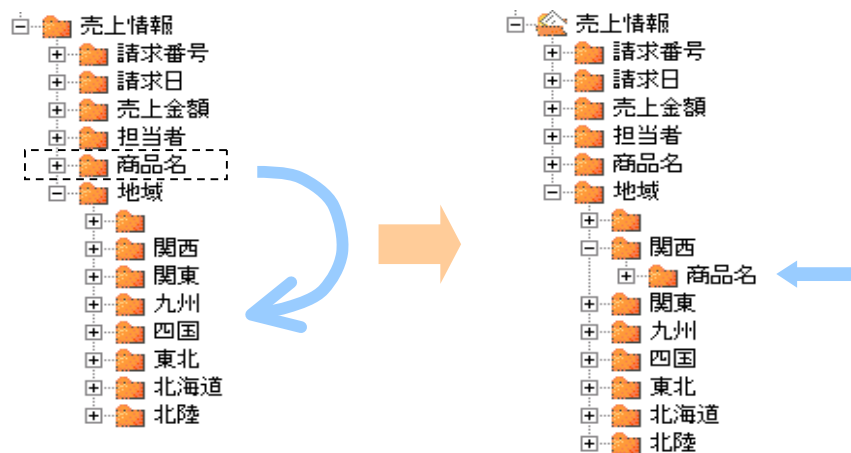 売上情報
請求番号
請求日
売上金額
担当者
商品名
地域
関西
関東
九州
四国
東北
北海道
北陸
売上情報
請求番号
請求日
売上金額
担当者
商品名
地域
関西
商品名
関東
九州
四国
東北
北海道
北陸